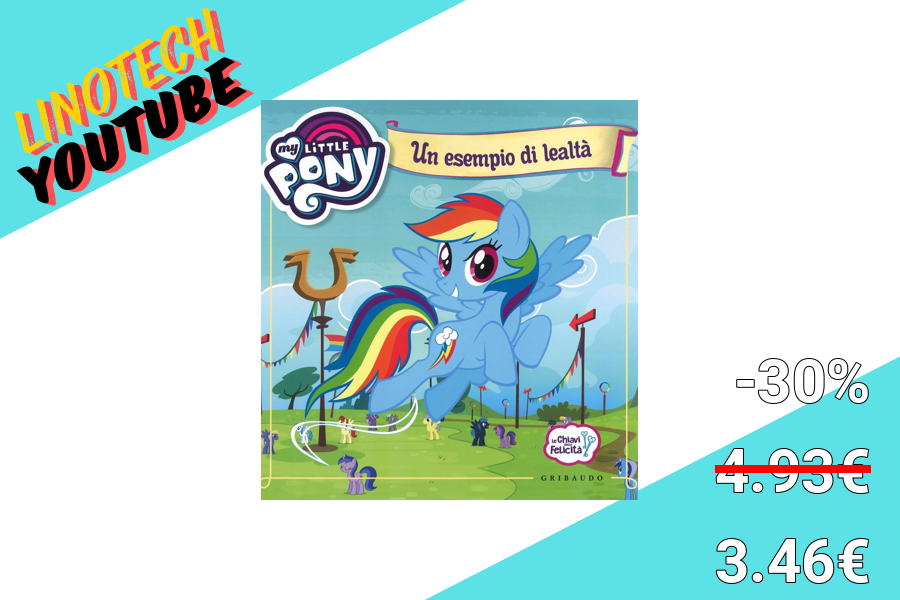 LINOTECH
YOUTUBE
my LiTTLE
PONY
Un esempio di lealtà
-30%
4.93€
Le Chiavi
della
Felicità
GRIBAUDO
3.46€